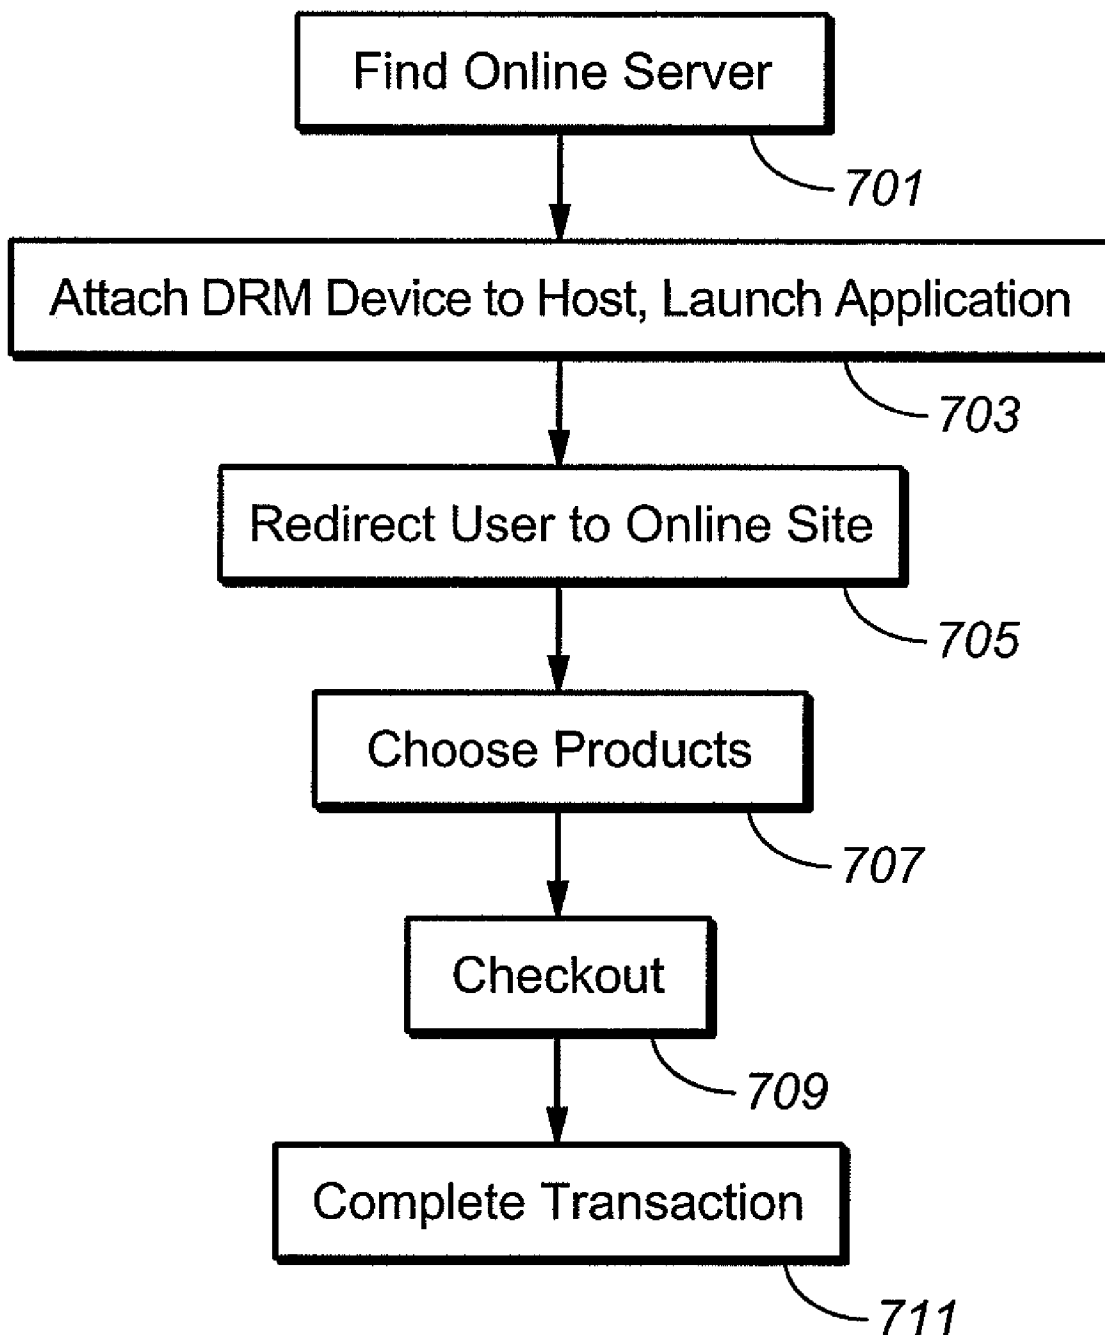 Find Online Server
701
Attach DRM Device to Host, Launch Application
703
Redirect User to Online Site
705
Choose Products
707
Checkout
709
Complete Transaction
711